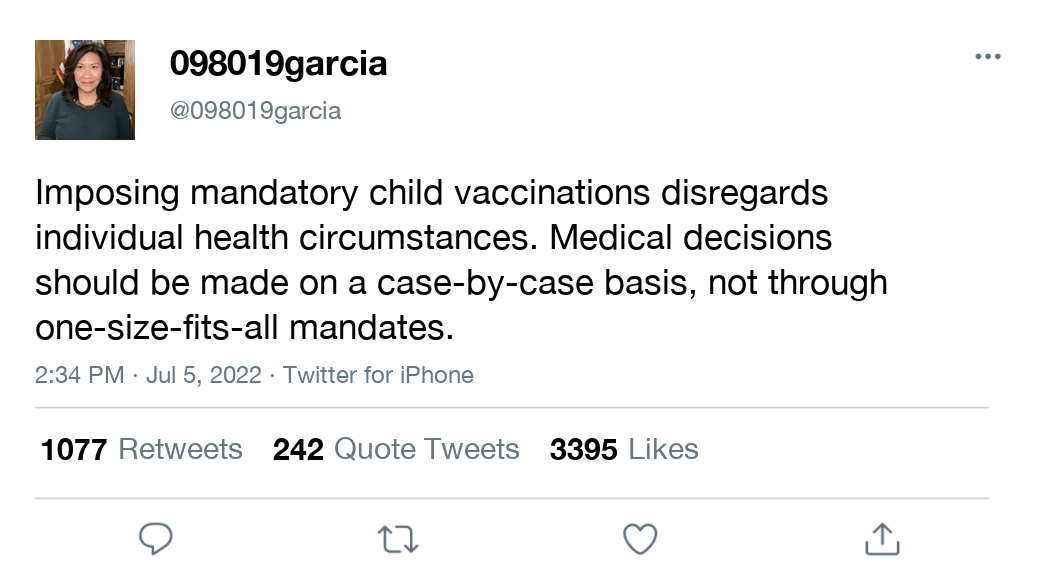 098019garcia
@098019garcia
Imposing mandatory child vaccinations disregards
individual health circumstances. Medical decisions
should be made on a case-by-case basis, not through
one-size-fits-all mandates.
2:34 PM · Jul 5, 2022 · Twitter for iPhone
1077 Retweets 242 Quote Tweets 3395 Likes